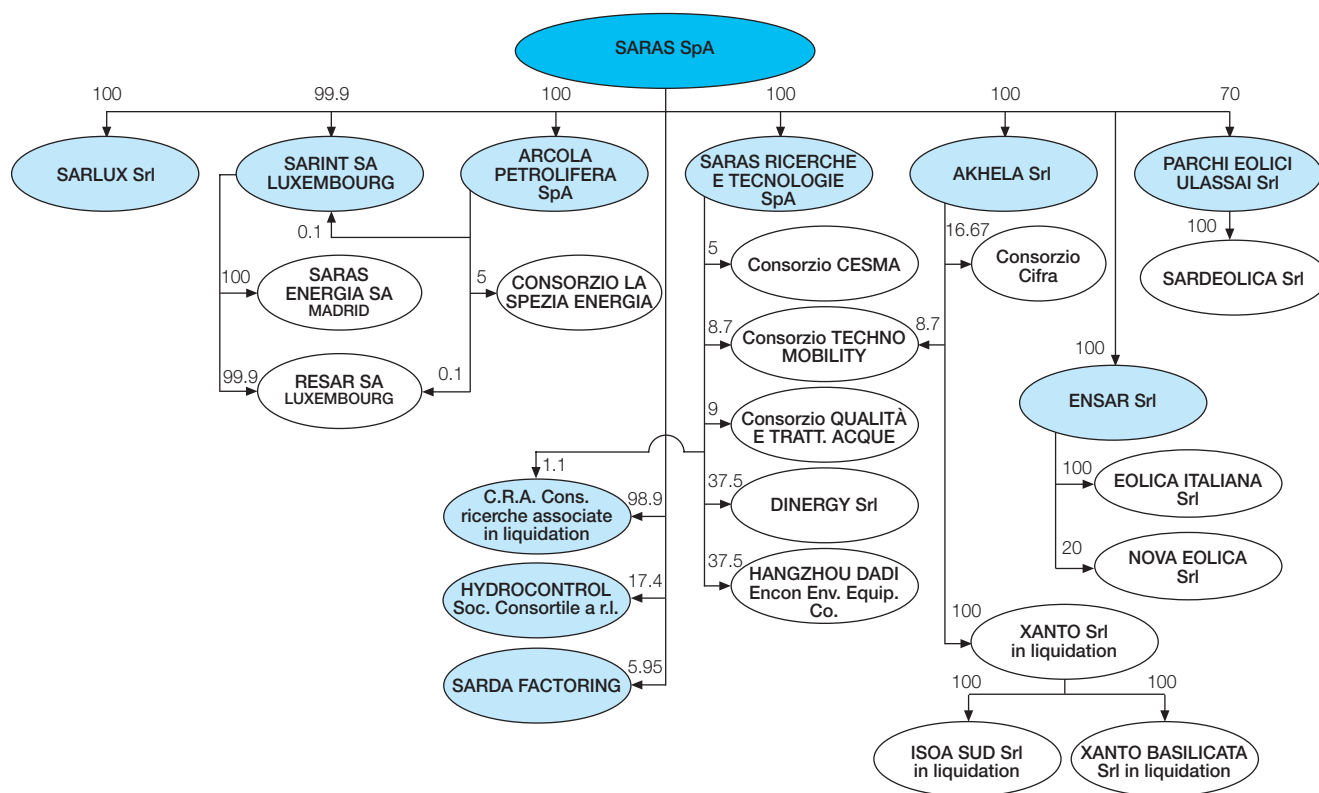 SARAS SpA
100
99.9
100
100
100
70
SARLUX Srl
SARINT SA
LUXEMBOURG
ARCOLA
PETROLIFERA
SpA
SARAS RICERCHE
E TECNOLOGIE
SpA
AKHELA Srl
PARCHI EOLICI
ULASSAI Srl
0.1
100
SARAS
ENERGIA SA
MADRID
5
CONSORZIO LA
SPEZIA ENERGIA
99.9
RESAR SA
LUXEMBOURG
0.1
5
Consorzio CESMA
8.7
Consorzio TECHNO
MOBILITY
8.7
9
Consorzio QUALITÀ
E TRATT. ACQUE
37.5
DINERGY Srl
37.5
HANGZHOU DADI
Encon Env. Equip.
Co.
16.67
Consorzio
Cifra
100
SARDEOLICA Srl
100
ENSAR Srl
100
EOLICA ITALIANA
Srl
20
NOVA EOLICA
Srl
1.1
C.R.A. Cons.
ricerche associate
in liquidation
98.9
HYDROCONTROL
Soc. Consortile a r.l.
17.4
SARDA FACTORING
5.95
100
XANTO Srl
in liquidation
100
100
ISOA SUD Srl
in liquidation
XANTO BASILICATA
Srl in liquidation